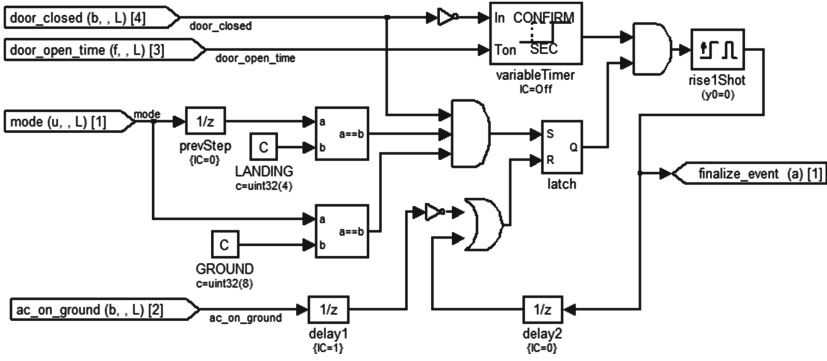 door_closed (b, , L) [4]
door_closed
door_open_time (f, , L) [3]
door_open_time
In
CONFIRM
Ton
SEC
variableTimer
IC=Off
rise1Shot
(y0=0)
mode (u, , L) [1]
mode
1/z
prevStep
{IC=0}
C
LANDING
c=uint32(4)
a
a==b
b
S
R
Q
latch
finalize_event (a) [1]
a
a==b
b
C
GROUND
c=uint32(8)
ac_on_ground (b, , L) [2]
ac_on_ground
1/z
delay1
{IC=1}
1/z
delay2
{IC=0}